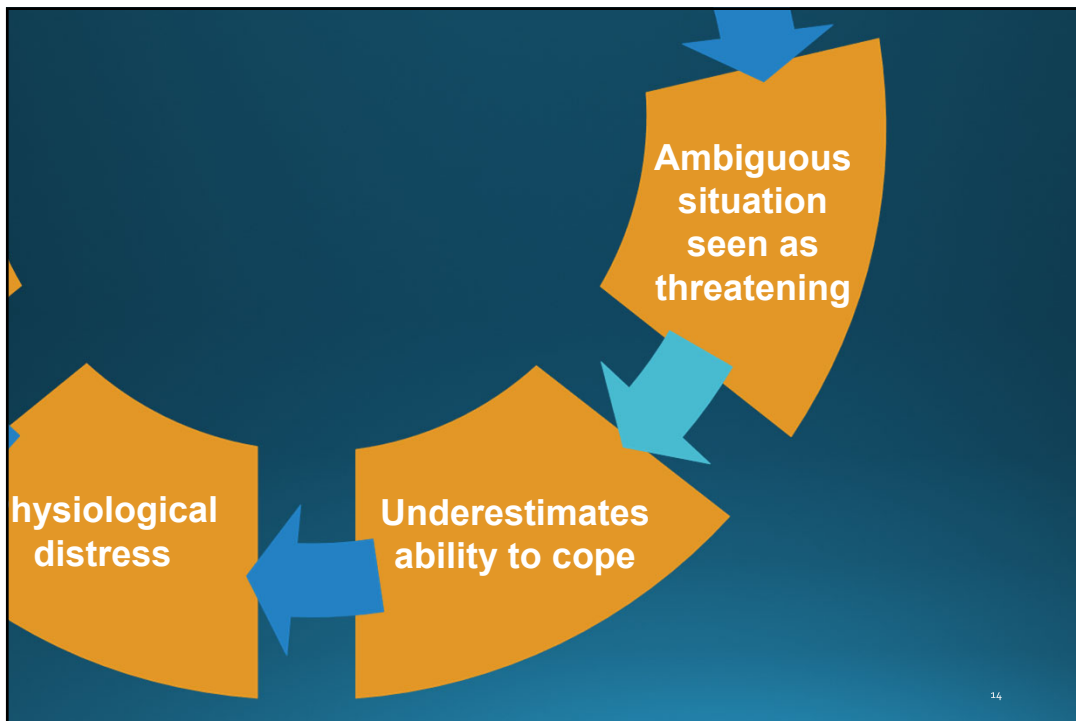 Ambiguous
situation
seen as
threatening
Underestimates
ability to cope
hysiological
distress
14